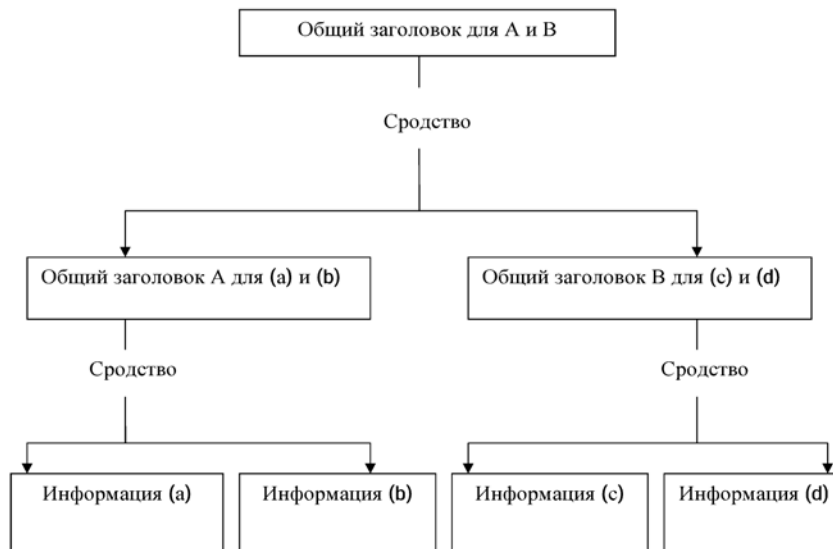 Общий заголовок для А и В
Сродство
Общий заголовок А для (а) и (b)
Общий заголовок В для (с) и (d)
Сродство
Сродство
Информация (а)
Информация (b)
Информация (с)
Информация (d)